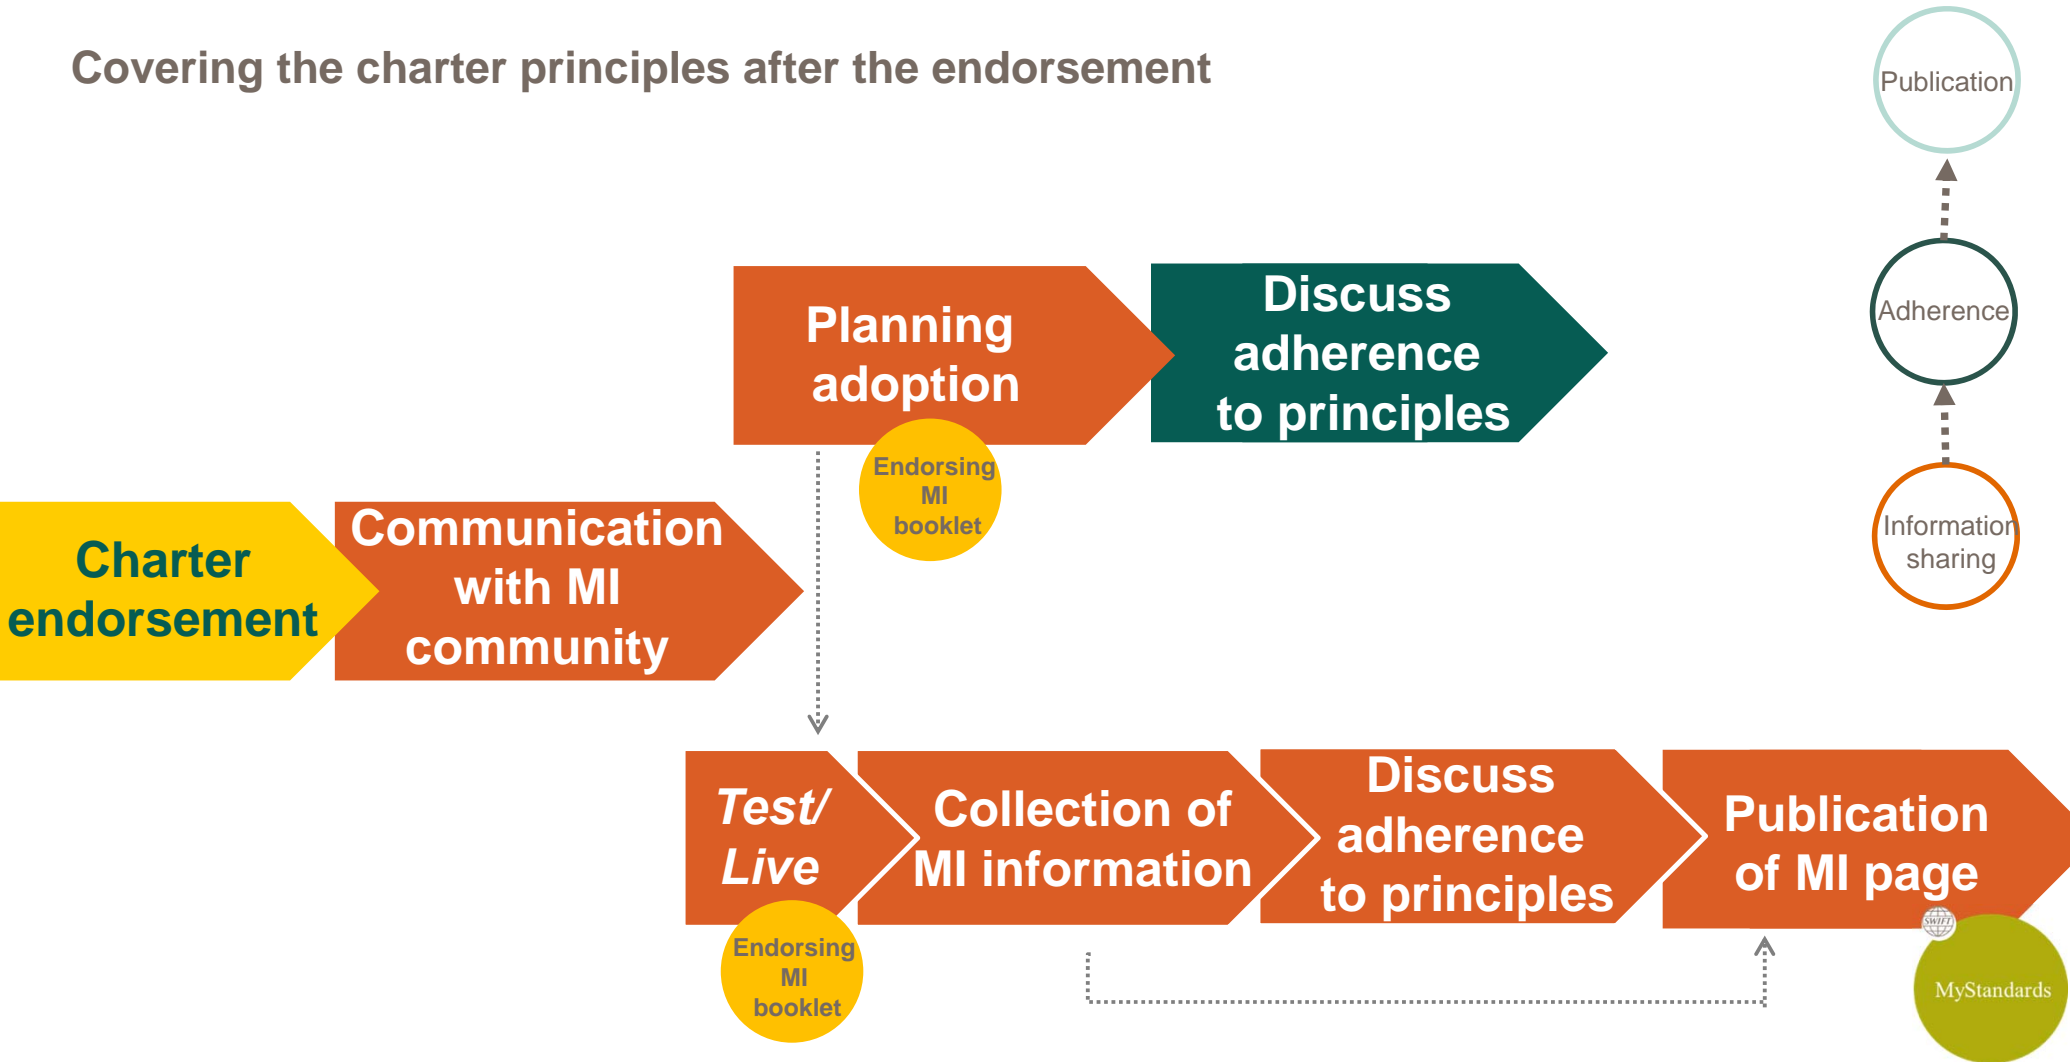 Covering the charter principles after the endorsement
Publication
Adherence
Information
sharing
Planning
adoption
Discuss
adherence
to principles
Endorsing
MI
booklet
Charter
endorsement
Communication
with MI
community
Test/
Live
Collection of
MI information
Discuss
adherence
to principles
Publication
of MI page
Endorsing
MI
booklet
SWIFT
MyStandards